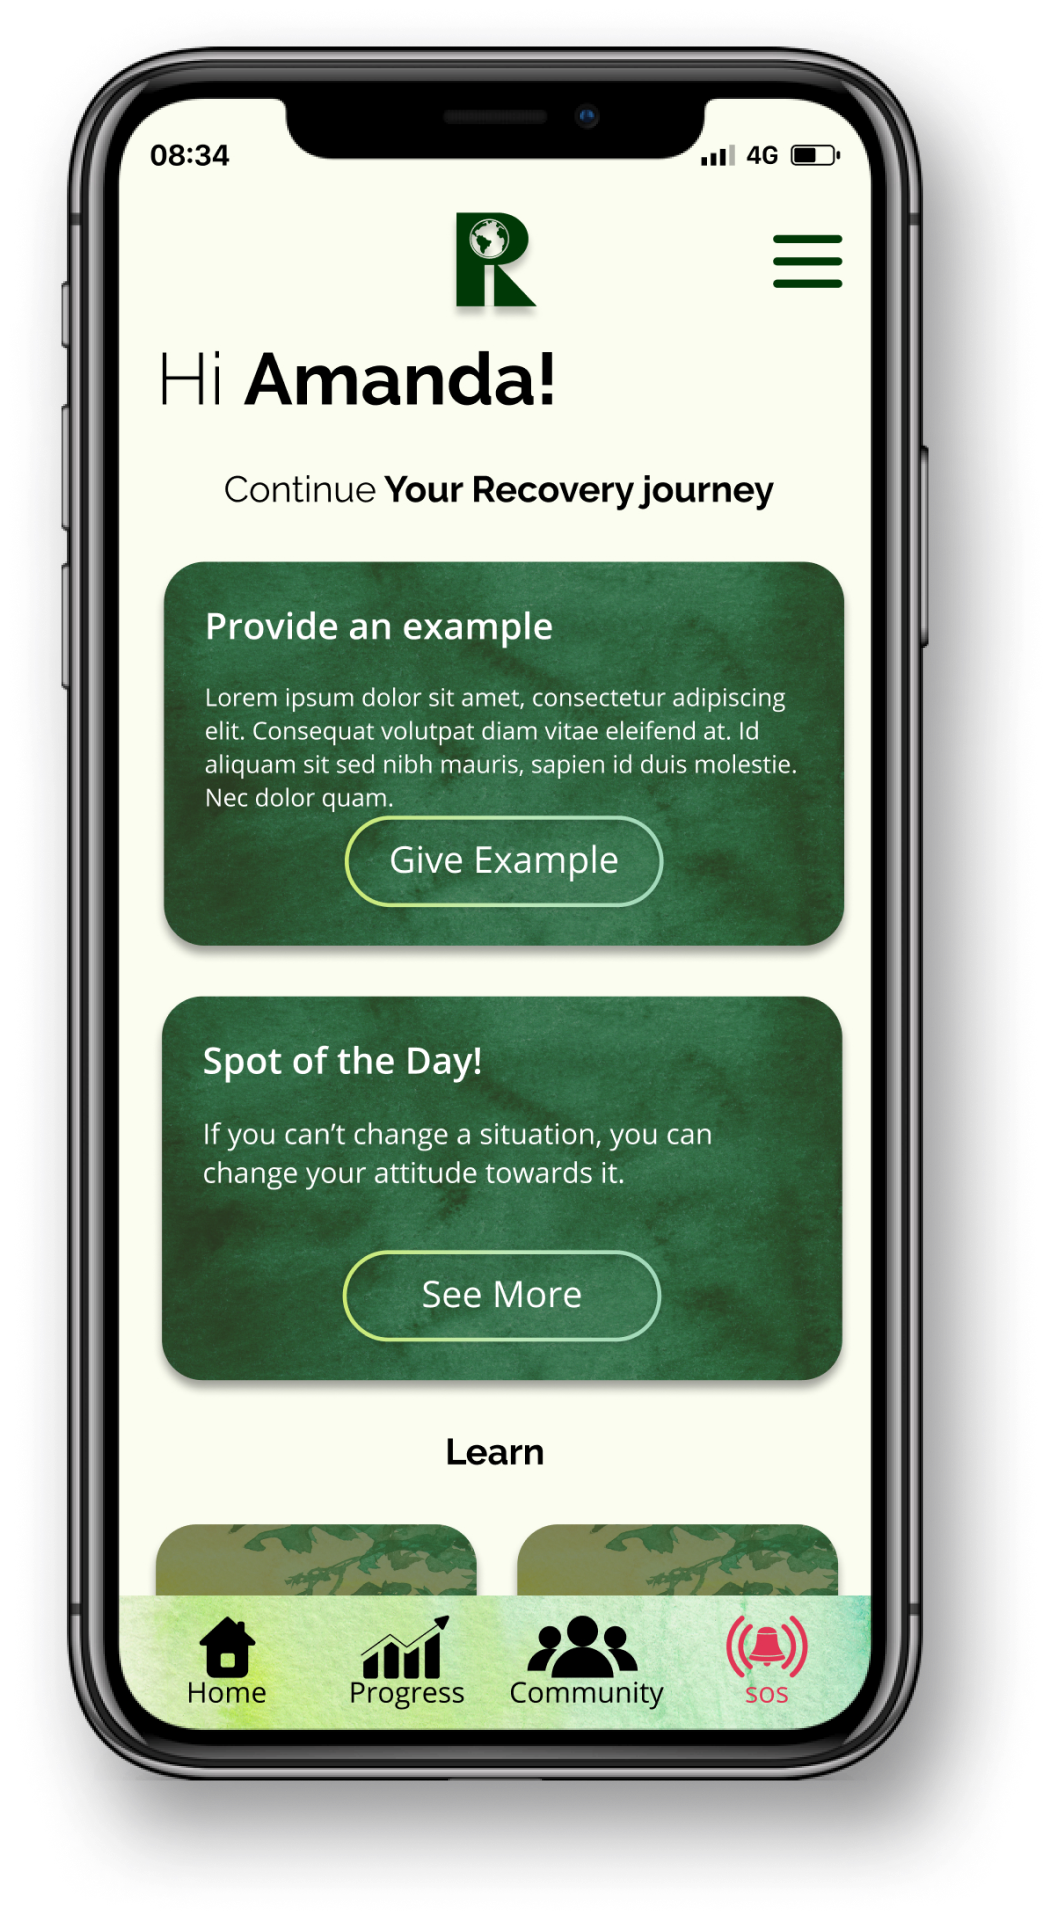 08:34
4G
R
Hi Amanda!
Continue Your Recovery journey
Provide an example
Lorem ipsum dolor sit amet, consectetur adipiscing
elit. Consequat volutpat diam vitae eleifend at. Id
aliquam sit sed nibh mauris, sapien id duis molestie.
Nec dolor quam.
Give Example
Spot of the Day!
If you can’t change a situation, you can
change your attitude towards it.
See More
Learn
Home
Progress
Community
sos